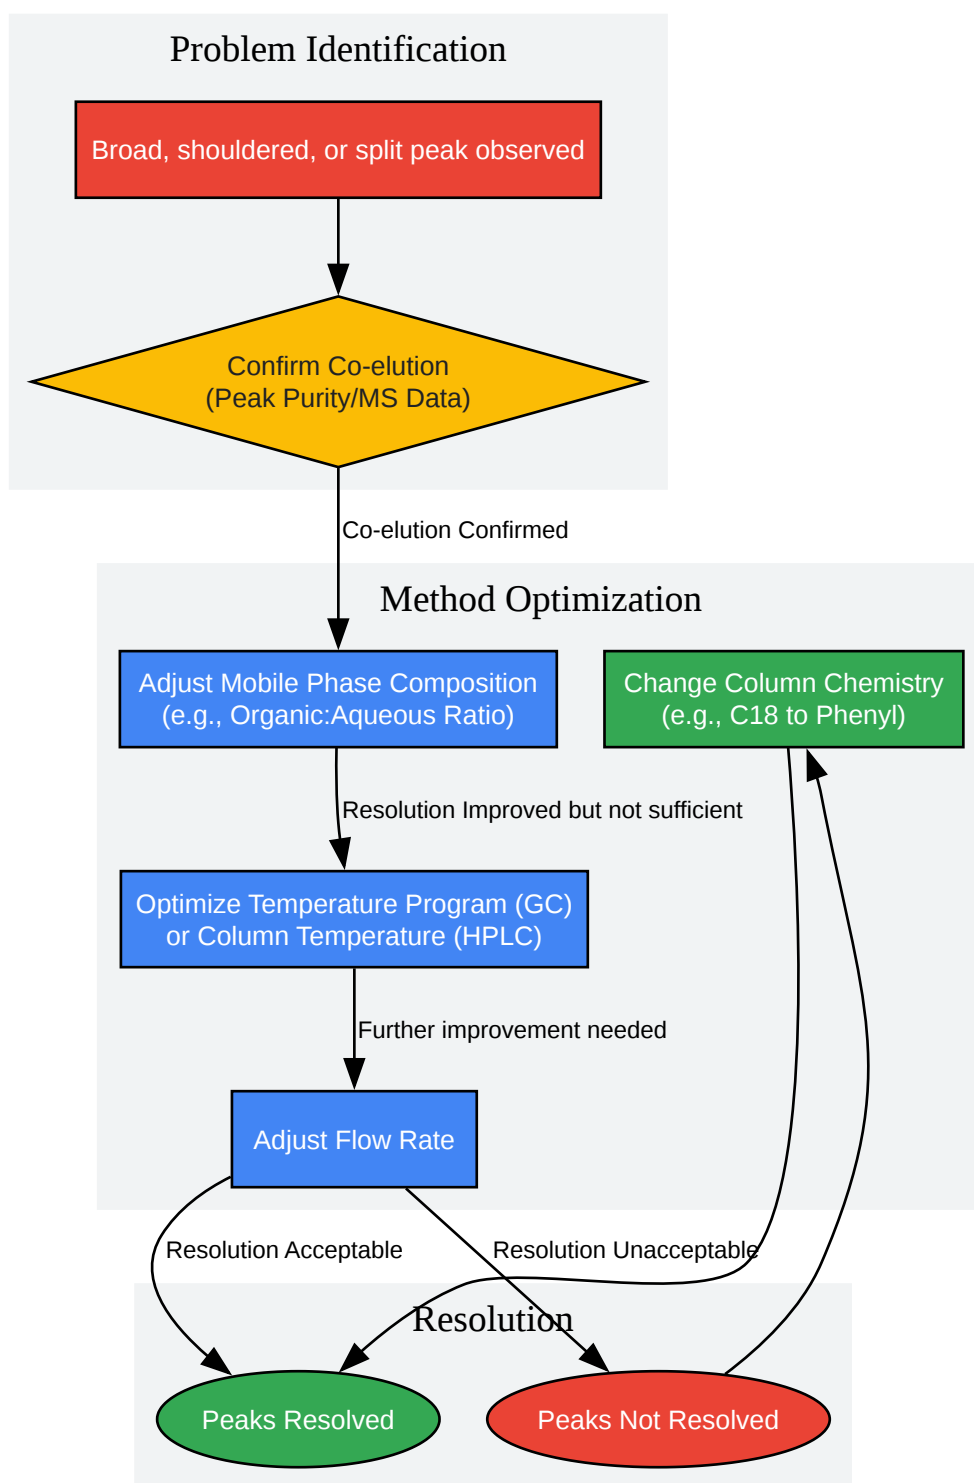 Problem Identification
Broad, shouldered, or split peak observed
Confirm Co-elution
(Peak Purity/MS Data)
Co-elution Confirmed
Method Optimization
Adjust Mobile Phase Composition
(e.g., Organic:Aqueous Ratio)
Change Column Chemistry
(e.g., C18 to Phenyl)
Resolution Improved but not sufficient
Optimize Temperature Program (GC)
or Column Temperature (HPLC)
Further improvement needed
Adjust Flow Rate
Resolution Acceptable
Resolution Unacceptable
Resolution
Peaks Resolved
Peaks Not Resolved